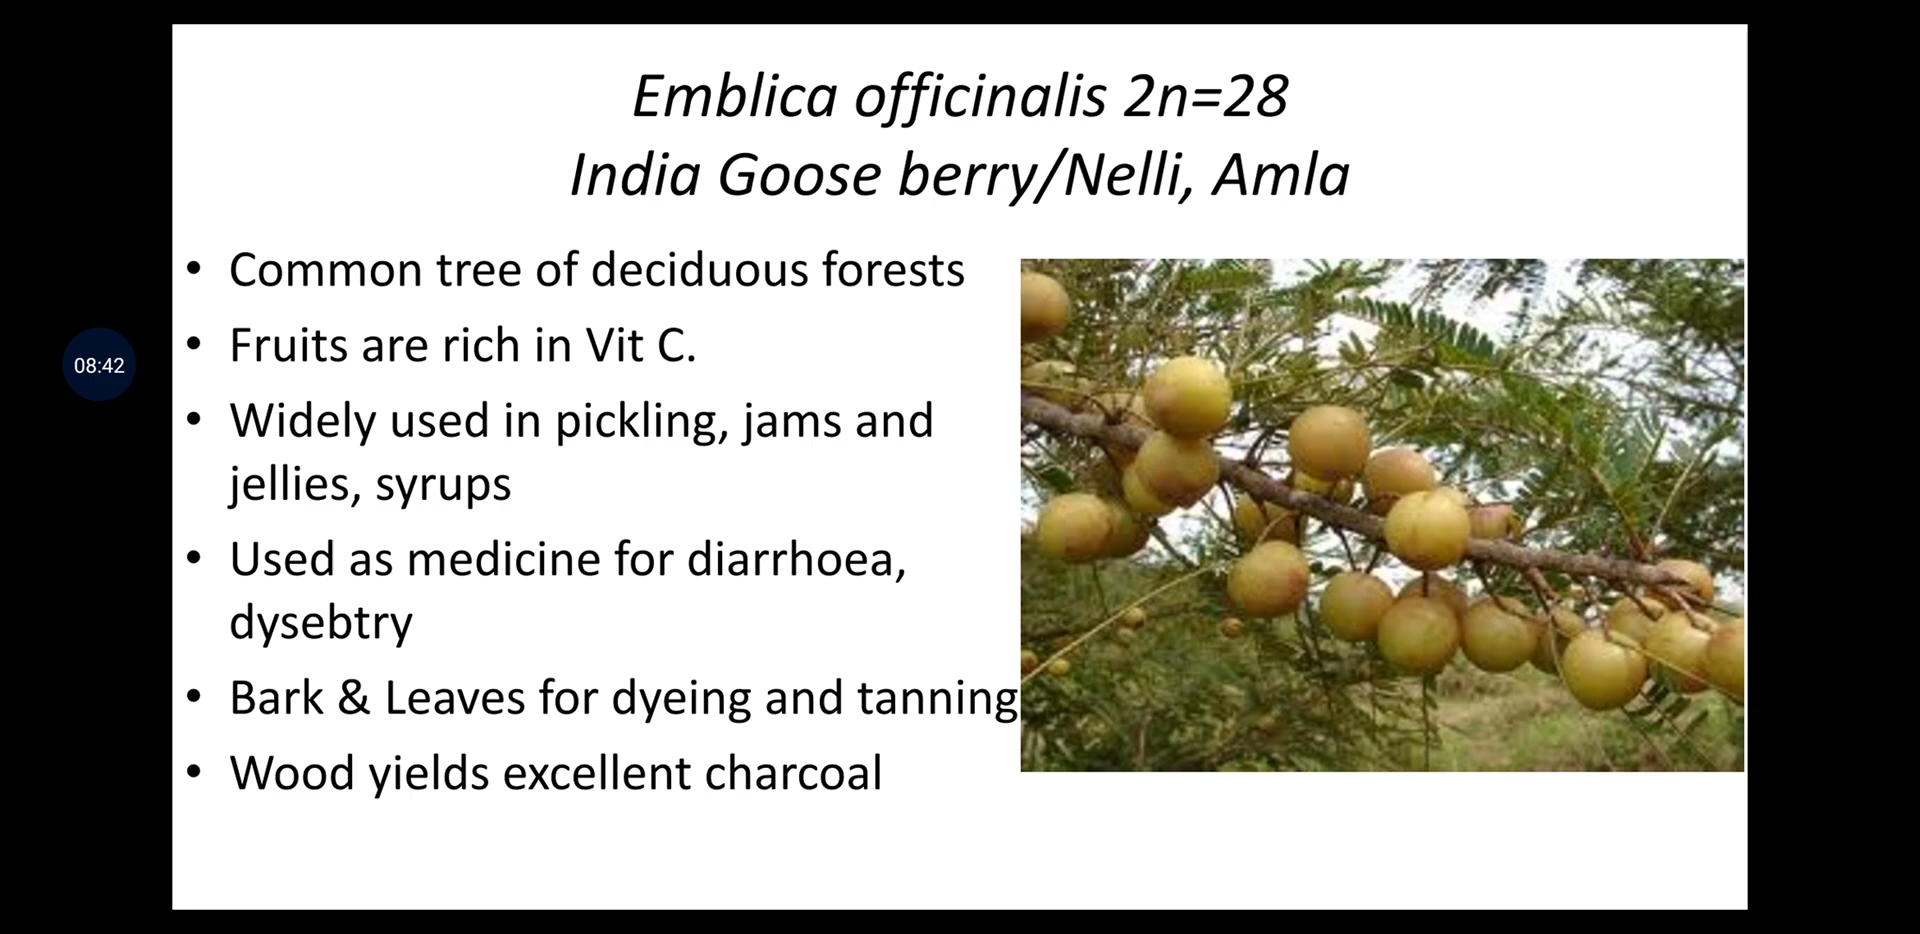 Emblica officinalis 2n=28
India Goose berry/Nelli, Amla
• Common tree of deciduous forests
• Fruits are rich in Vit C.
• Widely used in pickling, jams and
jellies, syrups
• Used as medicine for diarrhoea,
dysebtry
• Bark & Leaves for dyeing and tanning
• Wood yields excellent charcoal
08:42